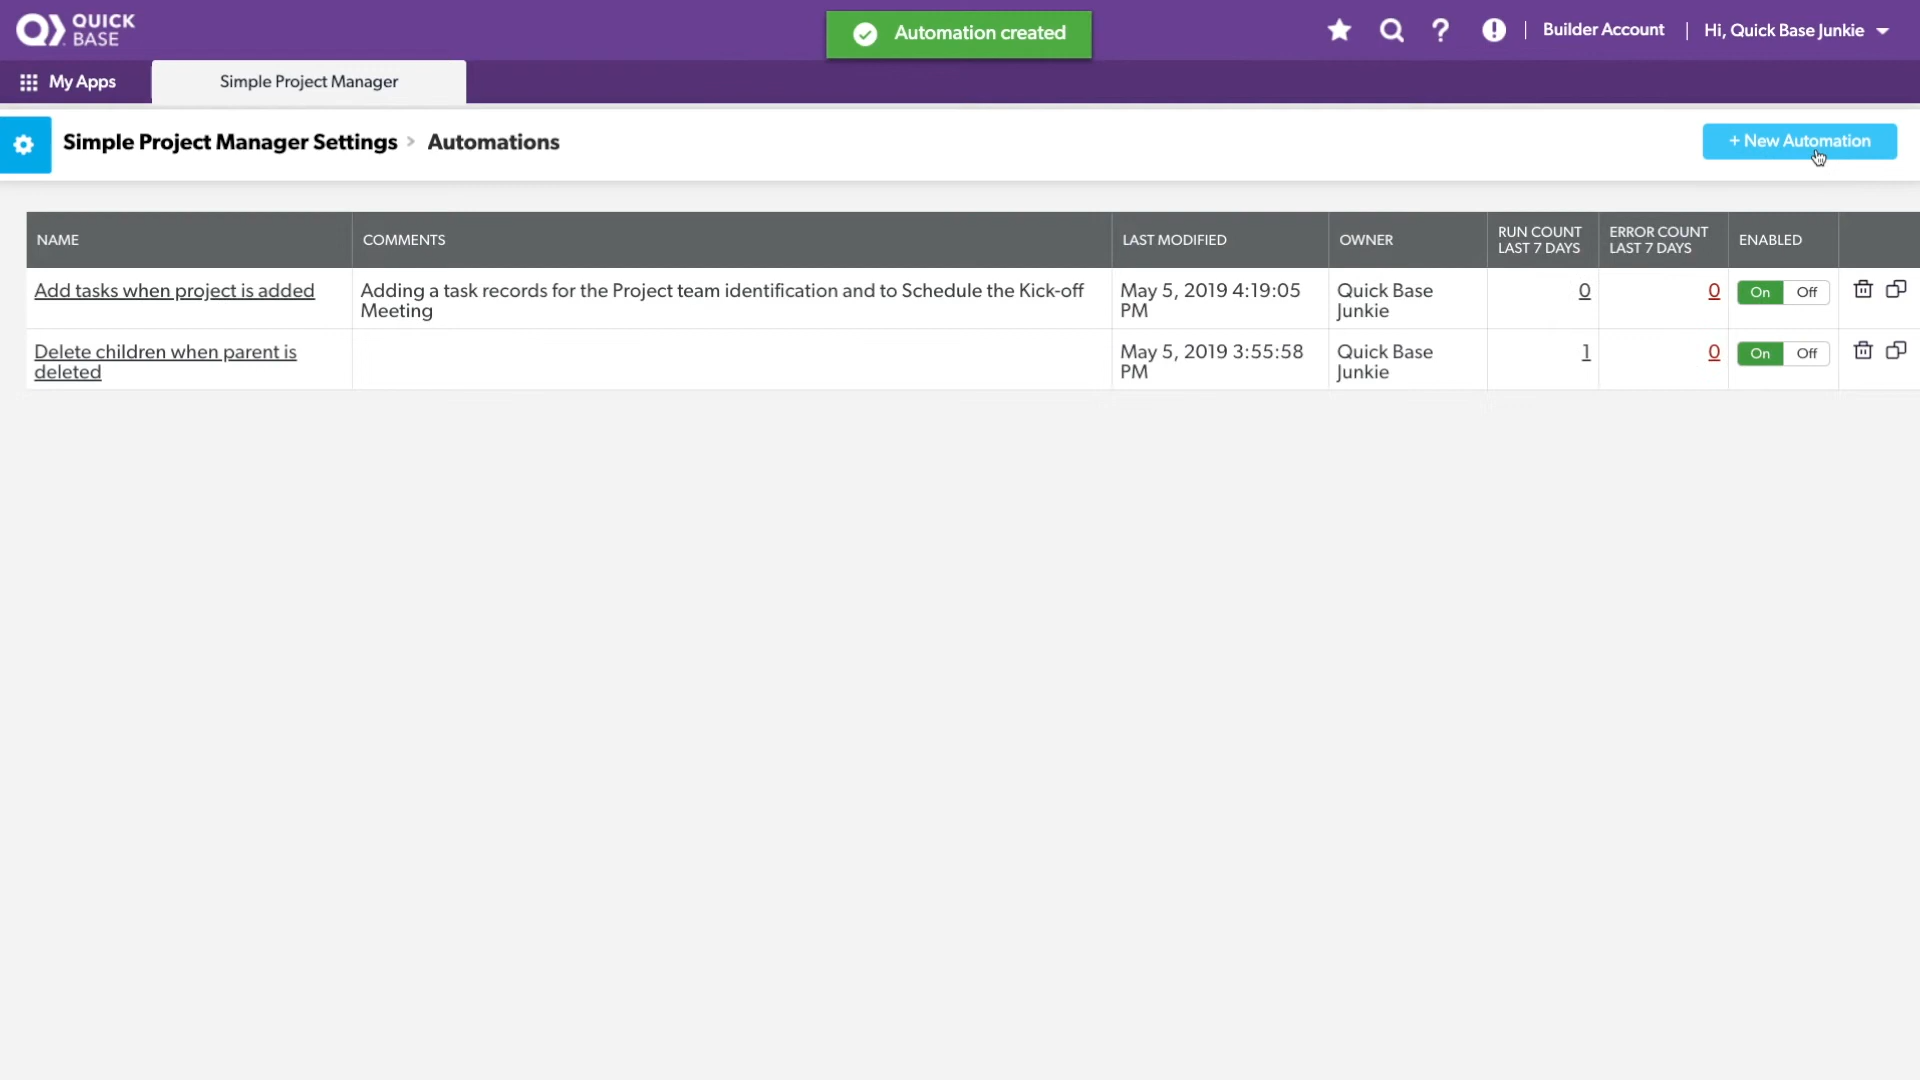 QUICK
BASE
Automation created
Builder Account
Hi, Quick Base Junkie
My Apps
Simple Project Manager
Simple Project Manager Settings > Automations
+ New Automation
NAME
COMMENTS
LAST MODIFIED
OWNER
RUN COUNT
LAST 7 DAYS
ERROR COUNT
LAST 7 DAYS
ENABLED
Add tasks when project is added
Adding a task records for the Project team identification and to Schedule the Kick-off
Meeting
May 5, 2019 4:19:05
PM
Quick Base
Junkie
0
0
On Off
Delete children when parent is
deleted
May 5, 2019 3:55:58
PM
Quick Base
Junkie
1
0
On Off